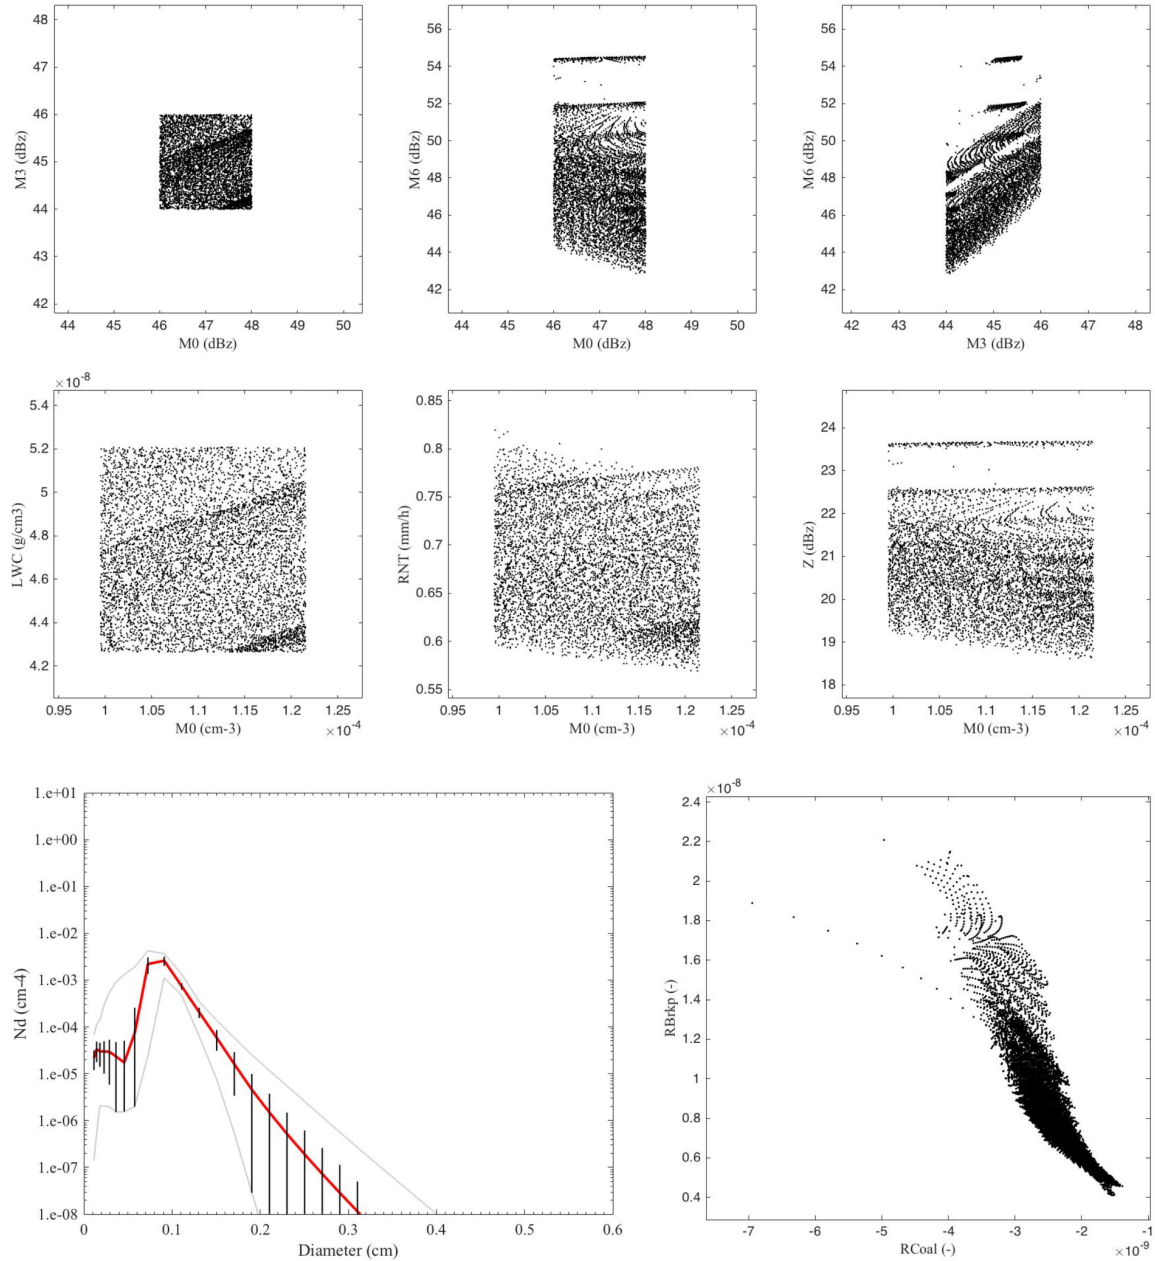 48
47
46
45
44
43
42
M3 (dBz)
44 45 46 47 48 49 50
M0 (dBz)
56
54
52
50
48
46
44
42
M6 (dBz)
44 45 46 47 48 49 50
M0 (dBz)
56
54
52
50
48
46
44
42
M6 (dBz)
42 43 44 45 46 47 48
M3 (dBz)
×10-8
5.4
5.2
5
4.8
4.6
4.4
4.2
LWC (g/cm3)
0.95 1 1.05 1.1 1.15 1.2 1.25
M0 (cm-3) ×10-4
0.85
0.8
0.75
0.7
0.65
0.6
0.55
RNT (mm/h)
0.95 1 1.05 1.1 1.15 1.2 1.25
M0 (cm-3) ×10-4
24
23
22
21
20
19
18
Z (dBz)
0.95 1 1.05 1.1 1.15 1.2 1.25
M0 (cm-3) ×10-4
1.e+01
1.e+00
1.e-01
1.e-02
1.e-03
1.e-04
1.e-05
1.e-06
1.e-07
1.e-08
Nd (cm-4)
0 0.1 0.2 0.3 0.4 0.5 0.6
Diameter (cm)
×10-8
2.4
2.2
2
1.8
1.6
1.4
1.2
1
0.8
0.6
0.4
RBrkp (-)
-7 -6 -5 -4 -3 -2 -1
RCoal (-) ×10-9